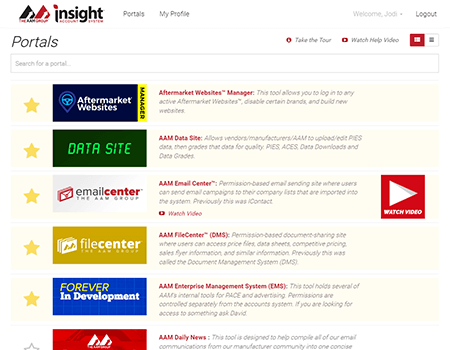 THE AAM GROUP insight ACCOUNT SYSTEM
Portals
My Profile
Welcome, Jodi
Logout
Portals
Take the Tour
Watch Help Video
Search for a portal...
Aftermarket Websites
MANAGER
Aftermarket Websites™ Manager: This tool allows you to log in to any
active Aftermarket Websites™, disable certain brands, and build new
websites.
DATA SITE
AAM Data Site: Allows vendors/manufacturers/AAM to upload/edit PIES
data, then grades that data for quality. PIES, ACES, Data Downloads and
Data Grades.
emailcenter™
THE AAM GROUP
AAM Email Center™: Permission-based email sending site where users
can send email campaigns to their company lists that are imported into
the system. Previously this was iContact.
Watch Video
WATCH VIDEO
filecenter™
THE AAM GROUP
AAM FileCenter™ (DMS): Permission-based document-sharing site
where users can access price files, data sheets, competitive pricing,
sales flyer information, and similar information. Previously this was
called the Document Management System (DMS).
FOREVER
In Development
AAM Enterprise Management System (EMS): This tool holds several of
AAM's internal tools for PACE and advertising. Permissions are
controlled separately from the accounts system. If you are looking for
access to something ask David.
THE AAM GROUP
AAM Daily News : This tool is designed to help compile all of our email
communications from our manufacturer community into one concise